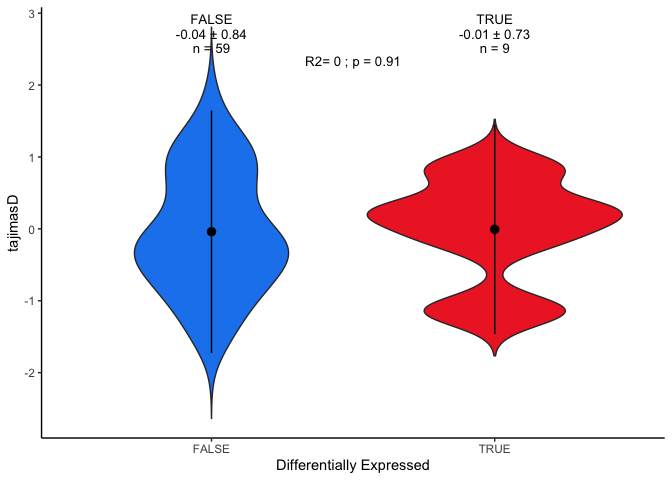 3
FALSE
TRUE
-0.04 ± 0.84
-0.01 ± 0.73
n = 59
n = 9
R2= 0 ; p = 0.91
2
1
tajimasD
0
-1
-2
FALSE
TRUE
Differentially Expressed